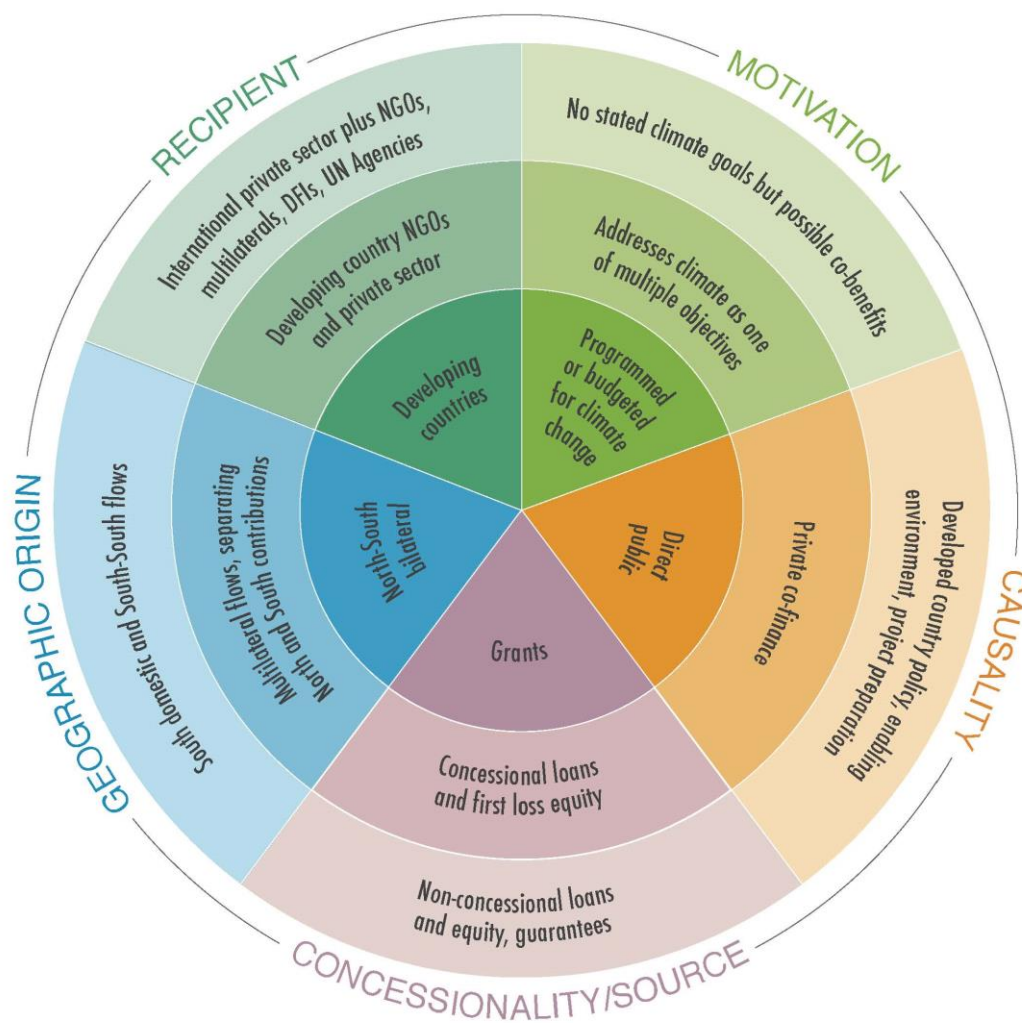 RECIPIENT
International private sector plus NGOs,
multilaterals, DFIs, UN Agencies
Developing country NGOs
and private sector
Developing
countries
MOTIVATION
No stated climate goals but possible co-benefits
Addresses climate as one
of multiple objectives
Programmed
or budgeted
for climate
change
CAUSALITY
Developed country policy, enabling
environment, project preparation
Private co-finance
Direct
public
CONCESSIONALITY/SOURCE
Grants
Concessional loans
and first loss equity
Non-concessional loans
and equity, guarantees
GEOGRAPHIC ORIGIN
South domestic and South-South flows
Multilateral flows, separating
North and South contributions
North-South
bilateral